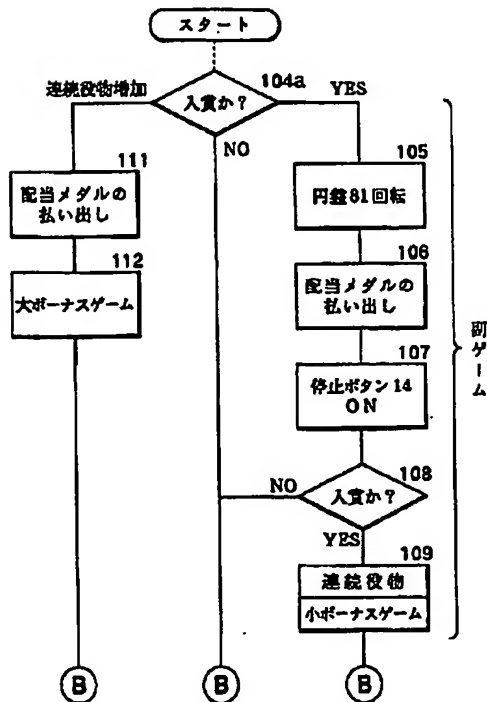 スタート
104a
連続役物増加
入賞か?
YES
NO
111
配当メダルの
払い出し
112
大ボーナスゲーム
105
円盤81回転
106
配当メダルの
払い出し
107
停止ボタン14
ON
108
NO
入賞か?
YES
109
連続役物
小ボーナスゲーム
副ゲーム
B
B
B